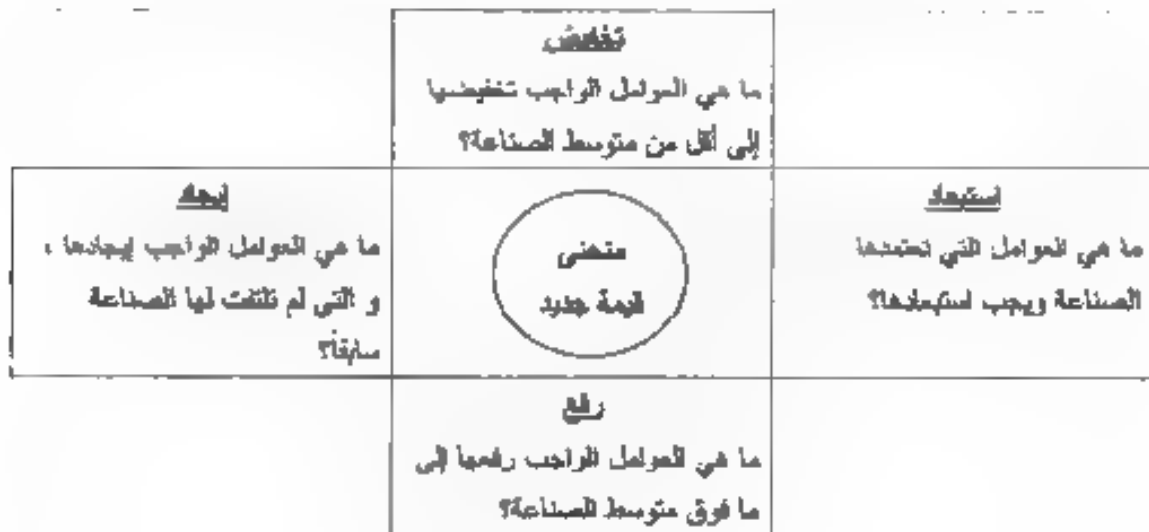 تخفيض
ما هي العوامل الواجب تخفيضها
إلى أقل من متوسط الصناعة؟
استبعاد
ما هي العوامل التي تعتمدها
الصناعة ويجب استبعادها؟
منحنى
قيمة جديد
إيجاد
ما هي العوامل الواجب إيجادها ،
و التي لم تلتفت لها الصناعة
سابقاً؟
رفع
ما هي العوامل الواجب رفعها إلى
ما فوق متوسط الصناعة؟